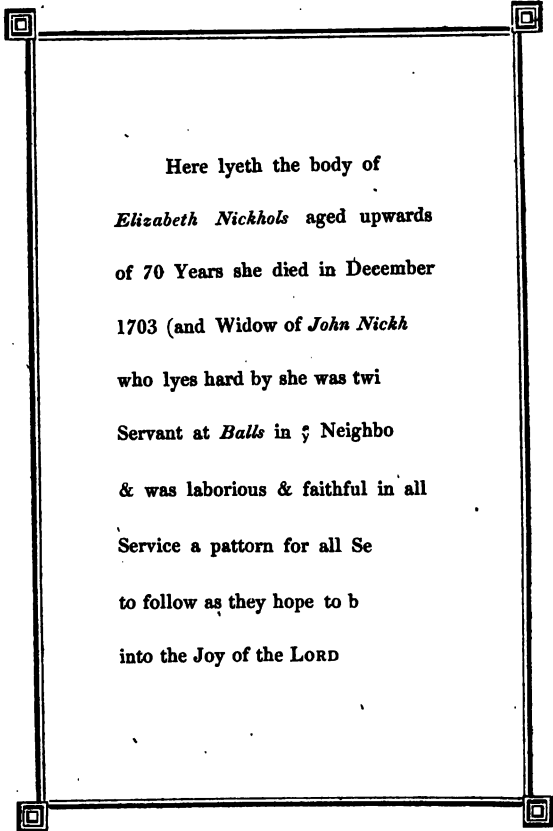 Here lyeth the body of
Elizabeth Nickhols aged upwards
of 70 Years she died in December
1703 (and Widow of John Nickh
who lyes hard by she was twi
Servant at Balls in yᵉ Neighbo
& was laborious & faithful in all
Service a pattorn for all Se
to follow as they hope to b
into the Joy of the LORD